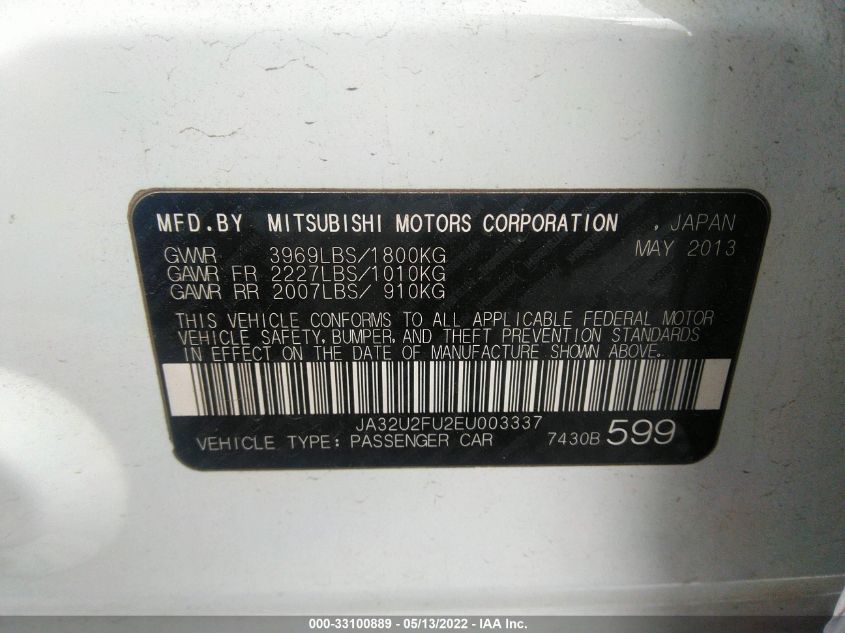 MFD.BY MITSUBISHI MOTORS CORPORATION , JAPAN
MAY 2013
GVWR 3969LBS/1800KG
GAWR FR 2227LBS/1010KG
GAWR RR 2007LBS/ 910KG
THIS VEHICLE CONFORMS TO ALL APPLICABLE FEDERAL MOTOR
VEHICLE SAFETY, BUMPER, AND THEFT PREVENTION STANDARDS
IN EFFECT ON THE DATE OF MANUFACTURE SHOWN ABOVE.
JA32U2FU2EU003337
VEHICLE TYPE: PASSENGER CAR 7430B 599
000-33100889 - 05/13/2022 - IAA Inc.